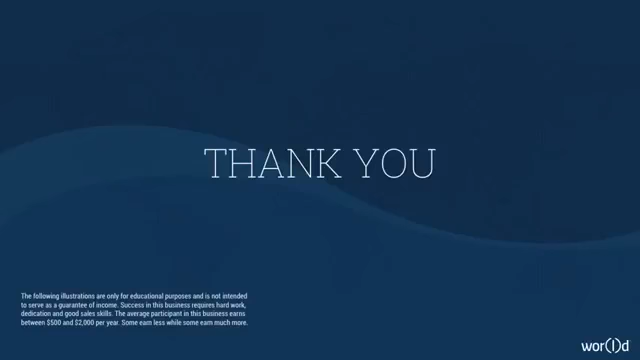 THANK YOU
The following illustrations are only for educational purposes and is not intended
to serve as a guarantee of income. Success in this business requires hard work,
dedication and good sales skills. The average participant in this business earns
between $500 and $2,000 per year. Some earn less while some earn much more.
wor(l)d